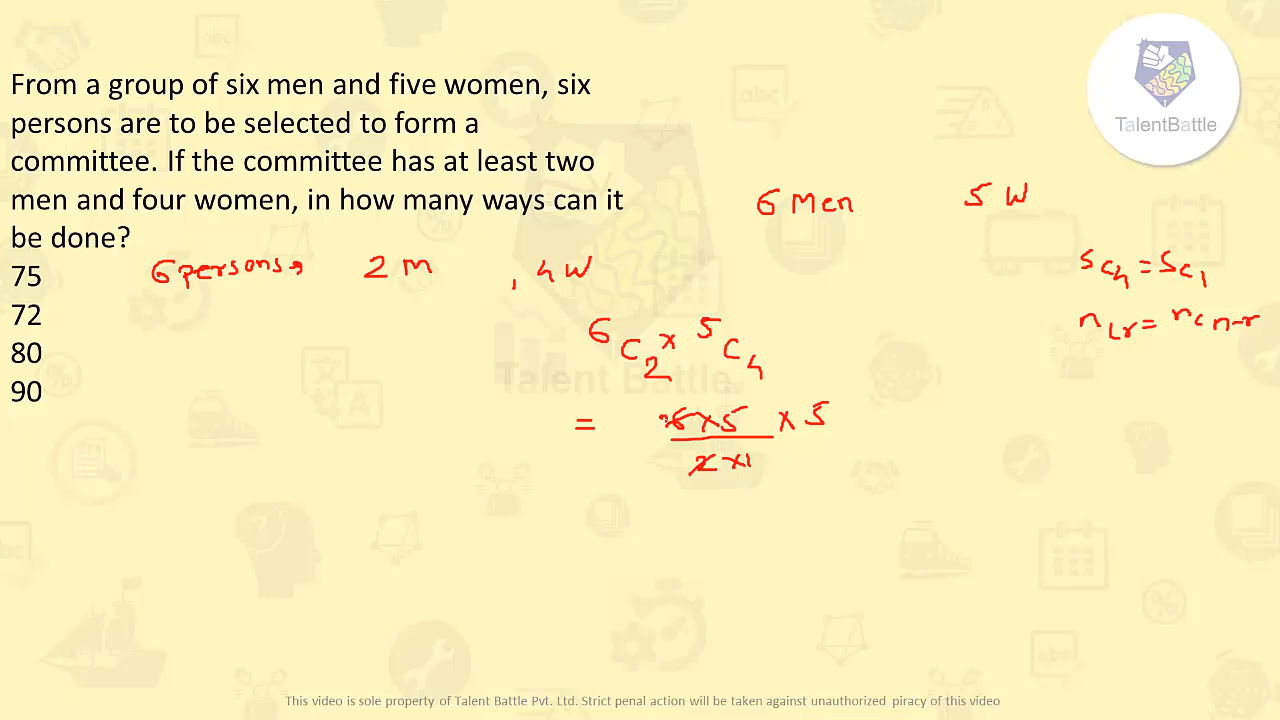 From a group of six men and five women, six
persons are to be selected to form a
committee. If the committee has at least two
men and four women, in how many ways can it
be done?
75
72
80
90
TalentBattle
6 Men 5 W
6 persons → 2 M , 4 W
5C4 = 5C1
nCr = nCn-r
6C2 × 5C4
= 6×5 × 5
2×1
Talent Battle
This video is sole property of Talent Battle Pvt. Ltd. Strict penal action will be taken against unauthorized piracy of this video